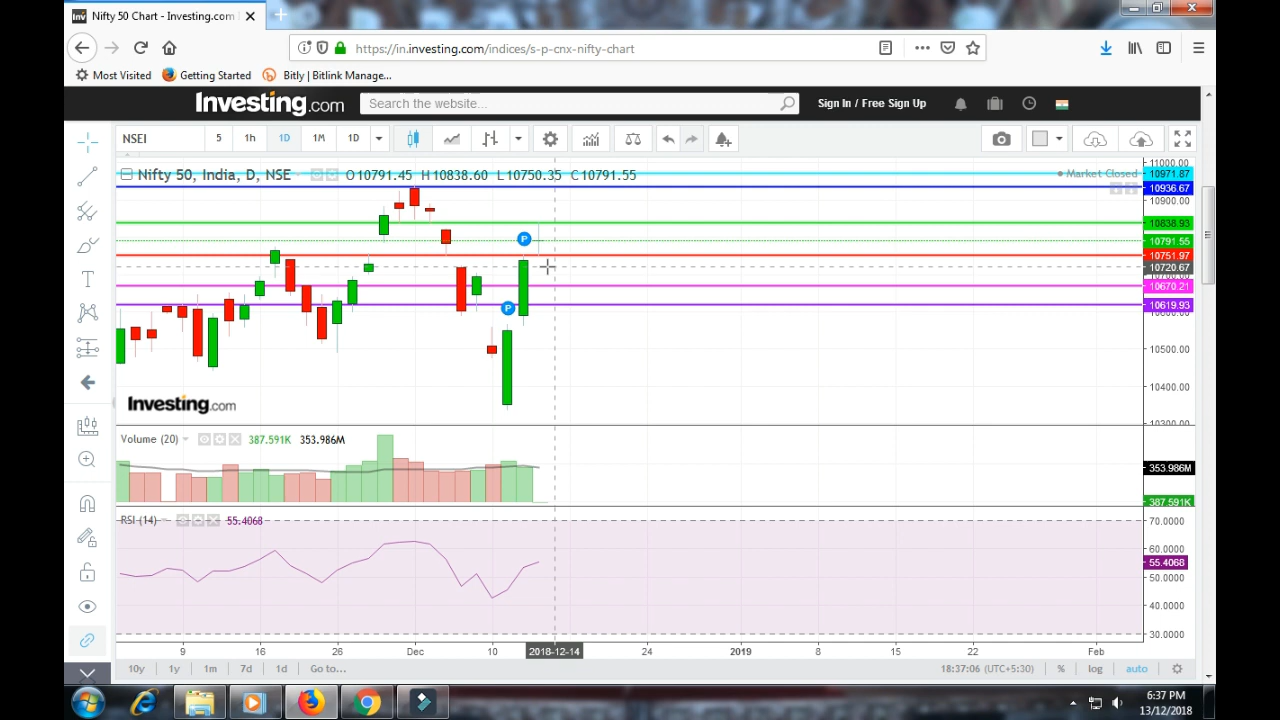 Nifty 50 Chart - Investing.com
https://in.investing.com/indices/s-p-cnx-nifty-chart
Most Visited Getting Started Bitly | Bitlink Manage...
Investing.com Search the website... Sign In / Free Sign Up
NSEI 5 1h 1D 1M 1D
Nifty 50, India, D, NSE O10791.45 H10838.60 L10750.35 C10791.55
Market Closed
11000.00
10971.87
10936.67
10900.00
10838.93
10791.55
10751.97
10720.67
10670.21
10619.93
10500.00
10400.00
P
P
Investing.com
Volume (20) 387.591K 353.986M
353.986M
387.591K
RSI (14) 55.4068
70.0000
60.0000
55.4068
50.0000
40.0000
30.0000
9 16 26 Dec 10 2018-12-14 24 2019 8 15 22 Feb
10y 1y 1m 7d 1d Go to... 18:37:06 (UTC+5:30) % log auto
6:37 PM
13/12/2018